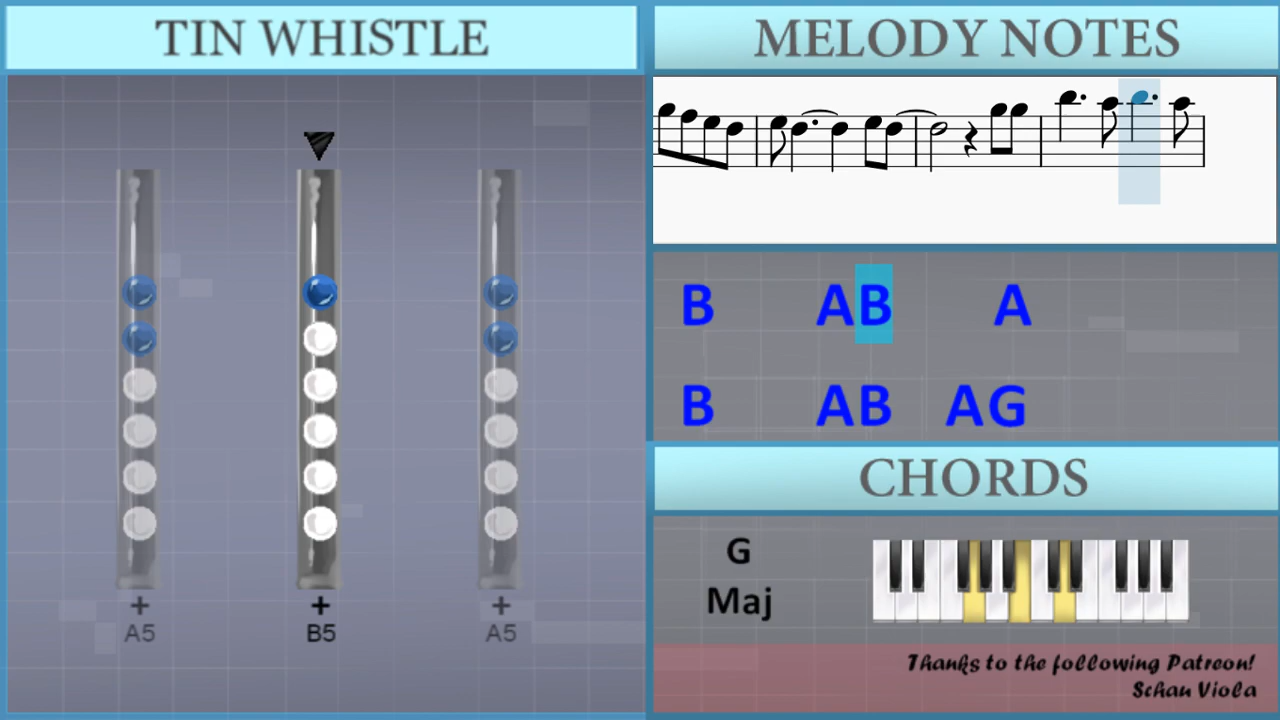 TIN WHISTLE
+ + +
A5 B5 A5
MELODY NOTES
B AB A
B AB AG
CHORDS
G
Maj
Thanks to the following Patreon!
Schau Viola